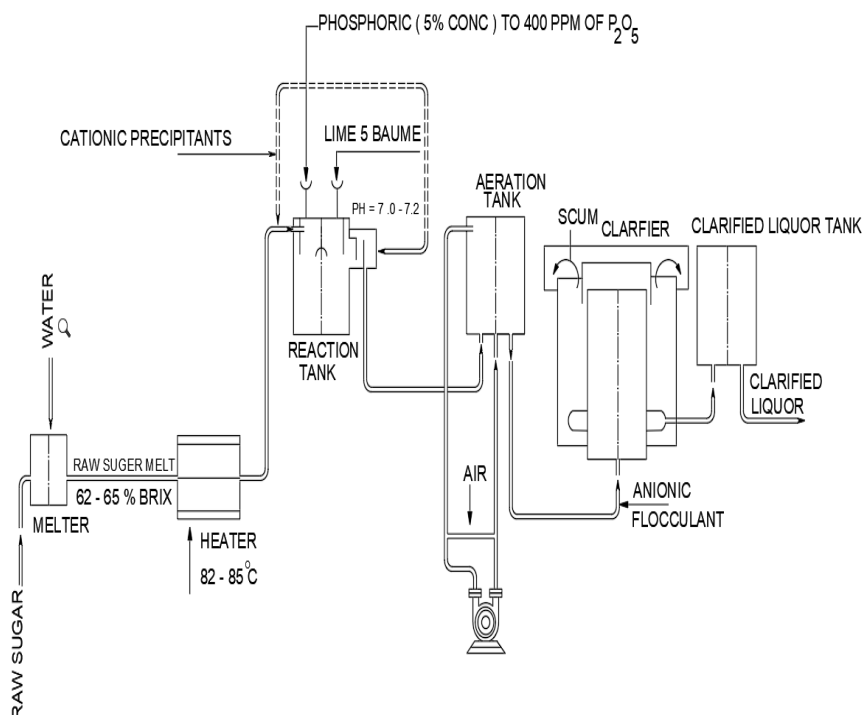 PHOSPHORIC ( 5% CONC ) TO 400 PPM OF P2O5
CATIONIC PRECIPITANTS
LIME 5 BAUME
PH = 7 .0 - 7.2
AERATION
TANK
SCUM
CLARFIER
CLARIFIED LIQUOR TANK
WATER
REACTION
TANK
CLARIFIED
LIQUOR
RAW SUGER MELT
62 - 65 % BRIX
MELTER
HEATER
82 - 85°C
AIR
ANIONIC
FLOCCULANT
RAW SUGAR